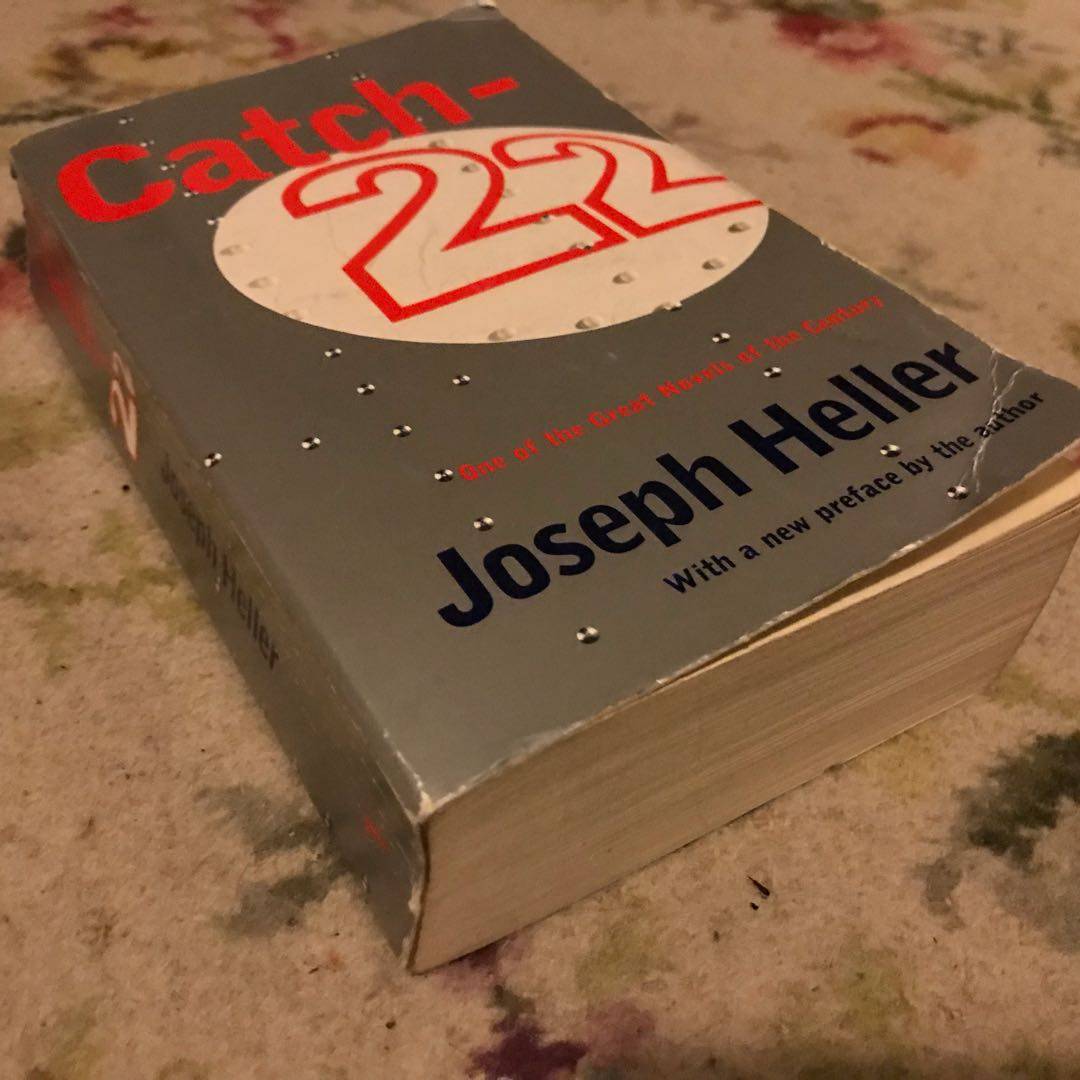 Catch-
22
One of the Great Novels of the Century
Joseph Heller
With a new preface by the author
22
Joseph Heller